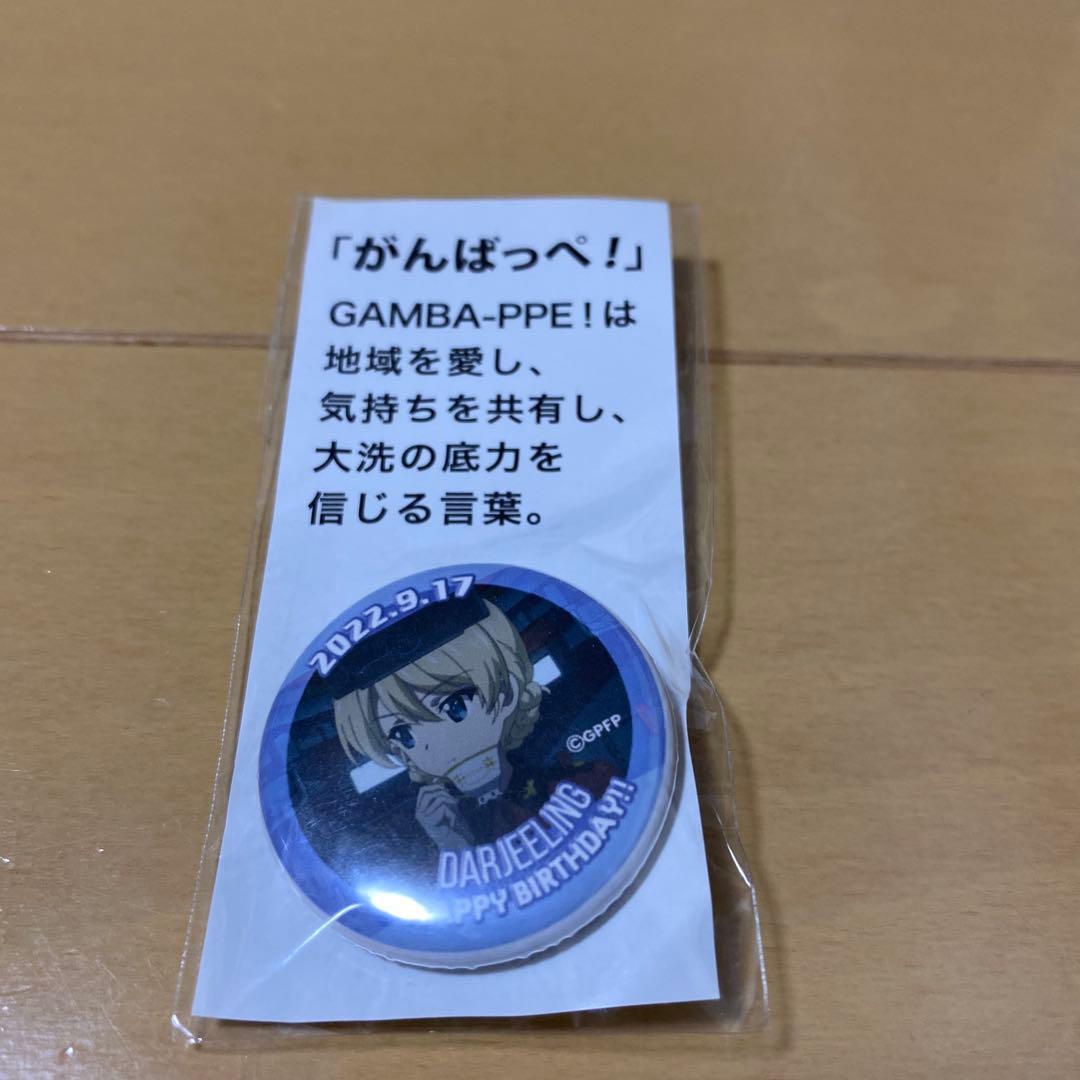 「がんばっぺ！」
GAMBA-PPE！は
地域を愛し、
気持ちを共有し、
大洗の底力を
信じる言葉。
2022.9.17
©GPFP
DARJEELING
PPY BIRTHDAY!!